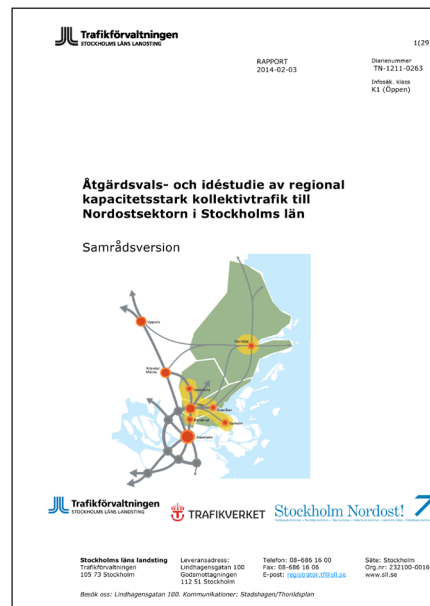 Trafikförvaltningen
STOCKHOLMS LÄNS LANDSTING
1(29
RAPPORT
2014-02-03
Diarienummer
TN-1211-0263
Infosäk. klass
K1 (Öppen)
Åtgärdsvals- och idéstudie av regional
kapacitetsstark kollektivtrafik till
Nordostsektorn i Stockholms län
Samrådsversion
Uppsala
Norrtälje
Arlanda/
Märsta
Stockholm
Trafikförvaltningen
STOCKHOLMS LÄNS LANDSTING
TRAFIKVERKET
Stockholm Nordost!
Stockholms läns landsting
Trafikförvaltningen
105 73 Stockholm
Leveransadress:
Lindhagensgatan 100
Godsmottagningen
112 51 Stockholm
Telefon: 08-686 16 00
Fax: 08-686 16 06
E-post: registrator.tf@sll.se
Säte: Stockholm
Org.nr: 232100-0016
www.sll.se
Besök oss: Lindhagensgatan 100. Kommunikationer: Stadshagen/Thorildsplan